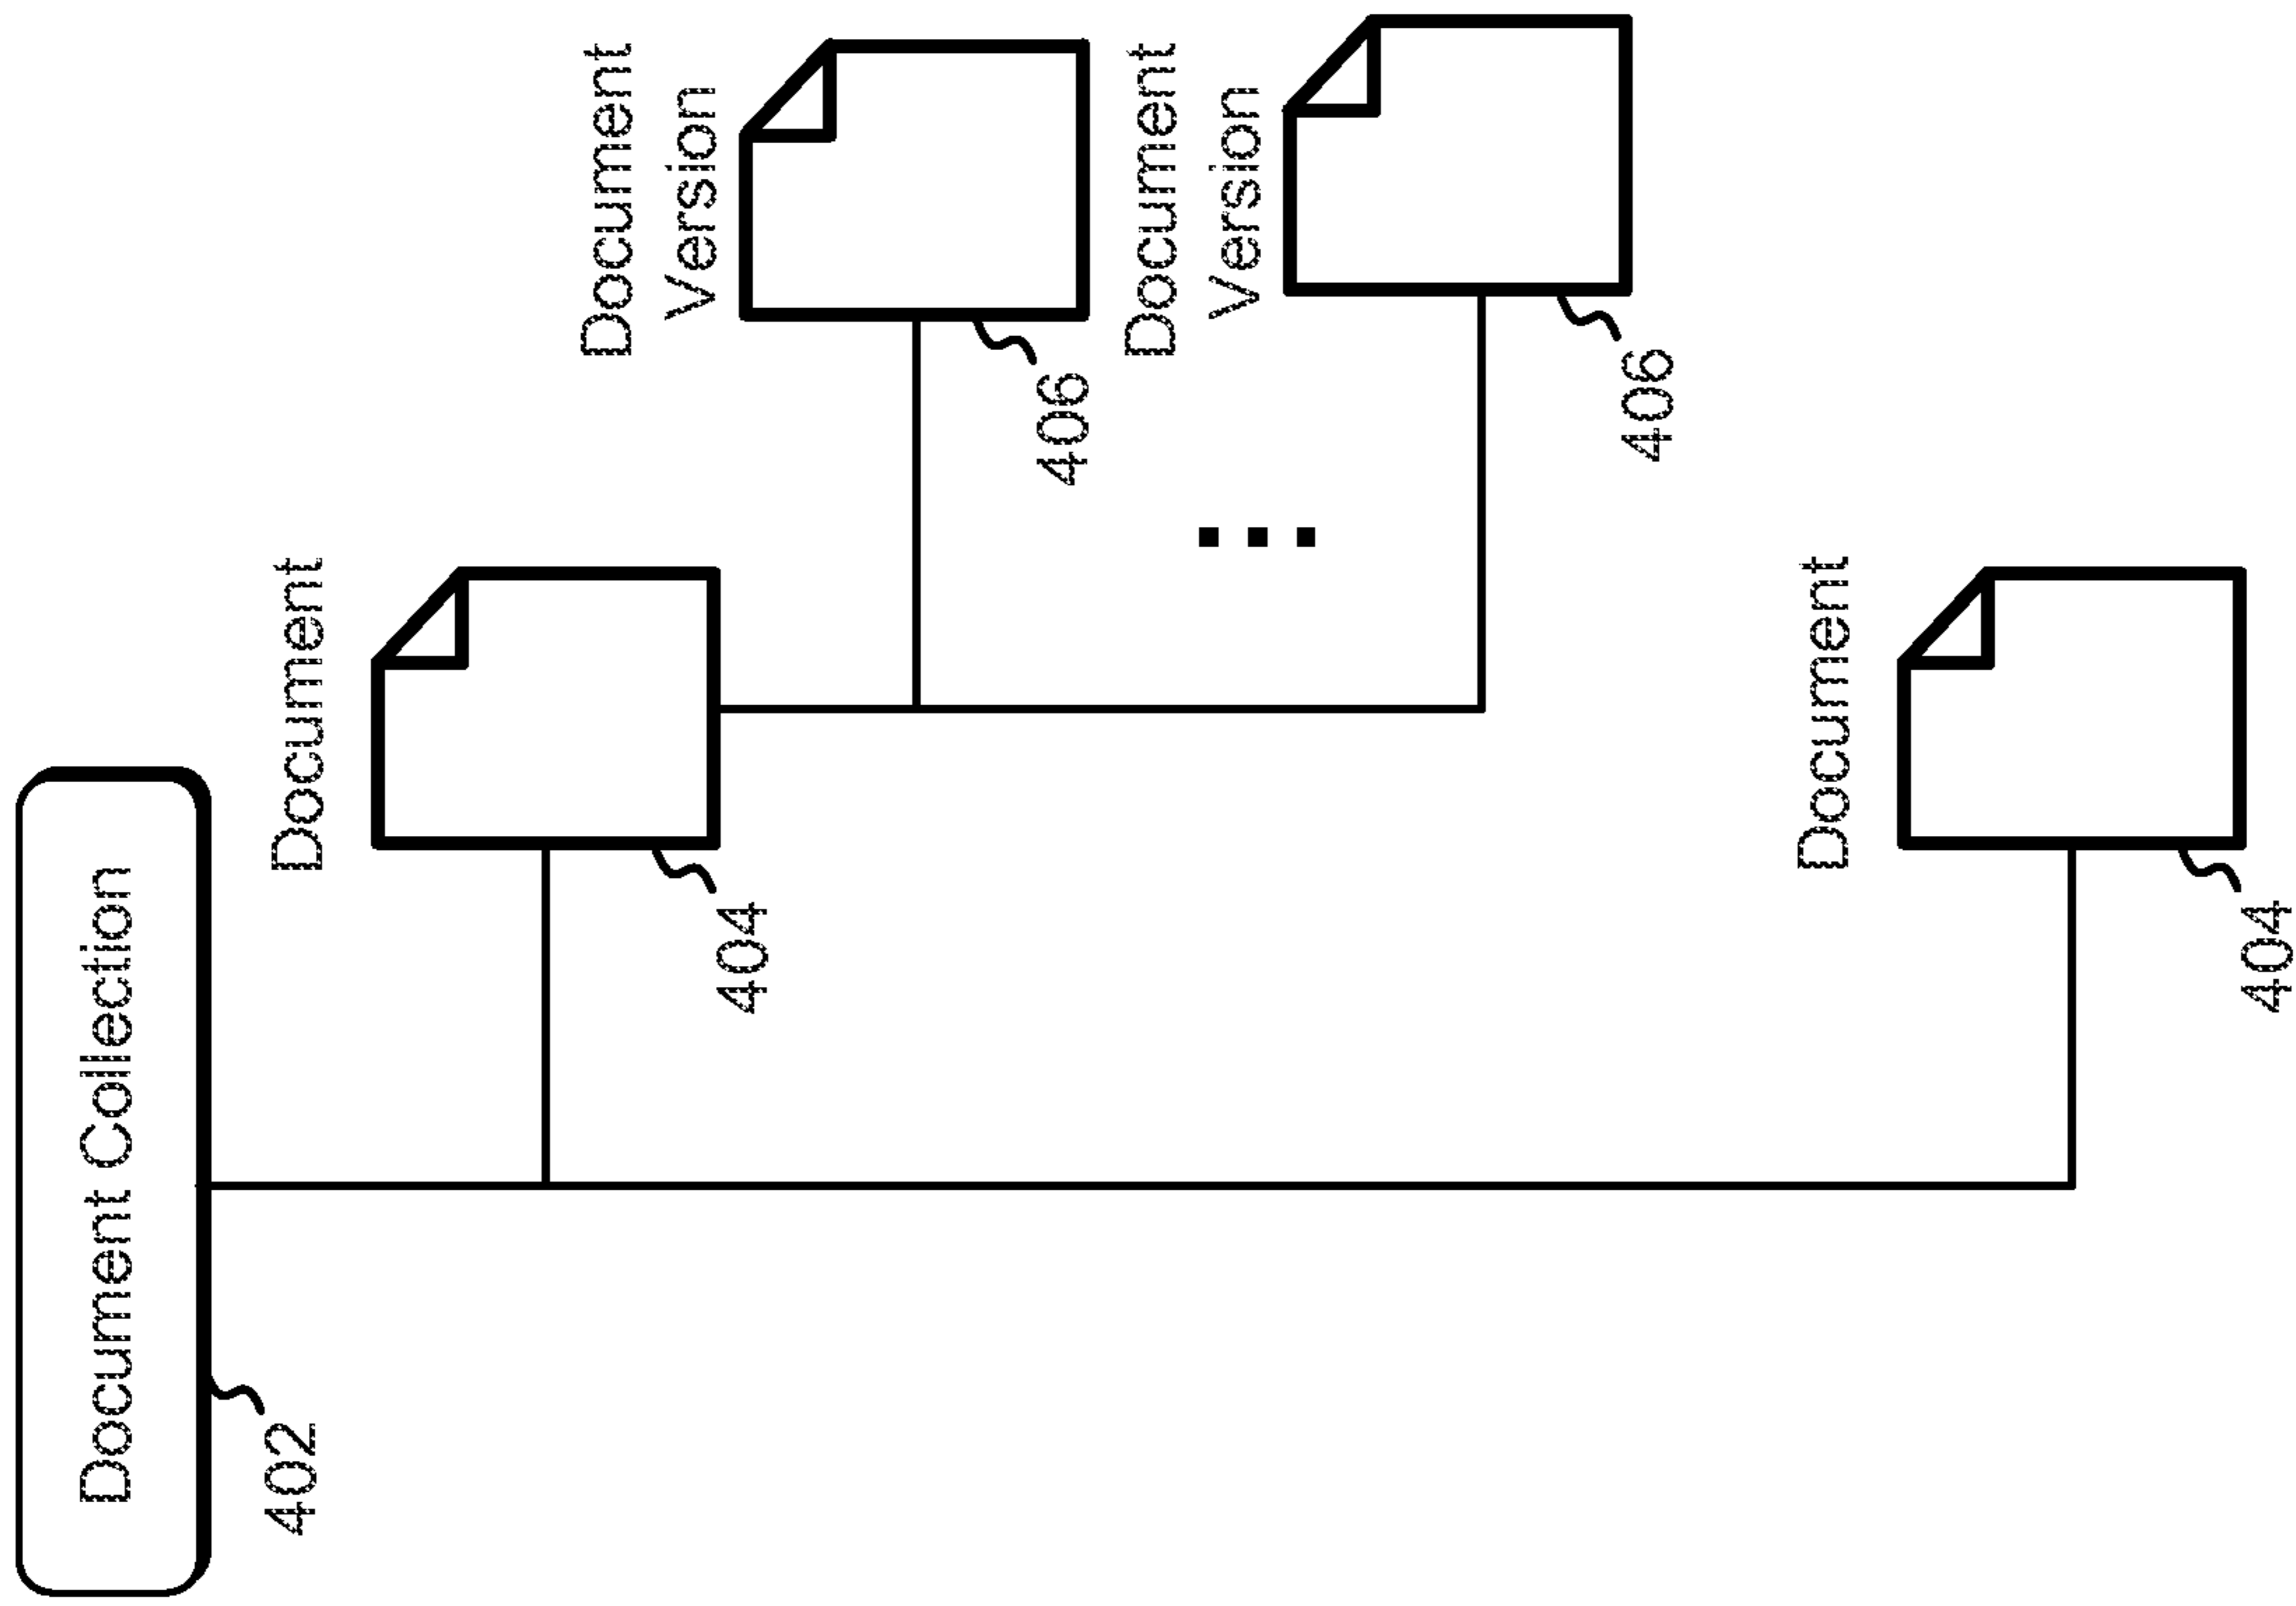 Document Collection
402
Document
404
Document
Version
406
...
Document
Version
406
Document
404